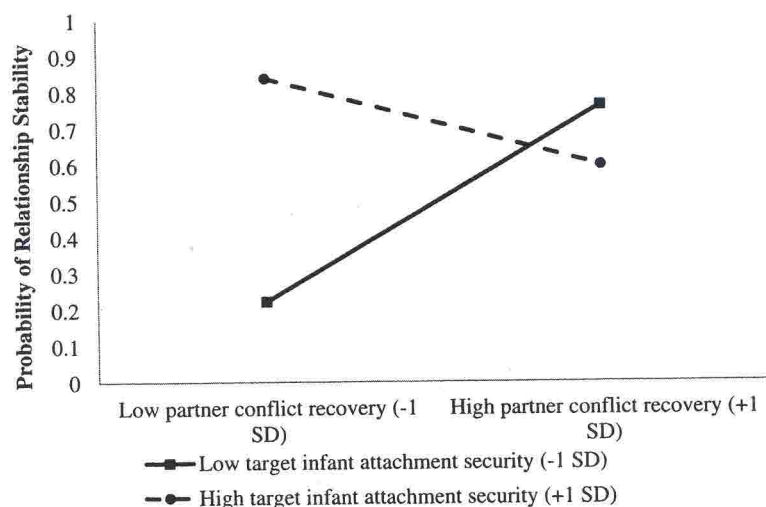 Probability of Relationship Stability
1
0.9
0.8
0.7
0.6
0.5
0.4
0.3
0.2
0.1
0
Low partner conflict recovery (-1
SD)
High partner conflict recovery (+1
SD)
Low target infant attachment security (-1 SD)
High target infant attachment security (+1 SD)